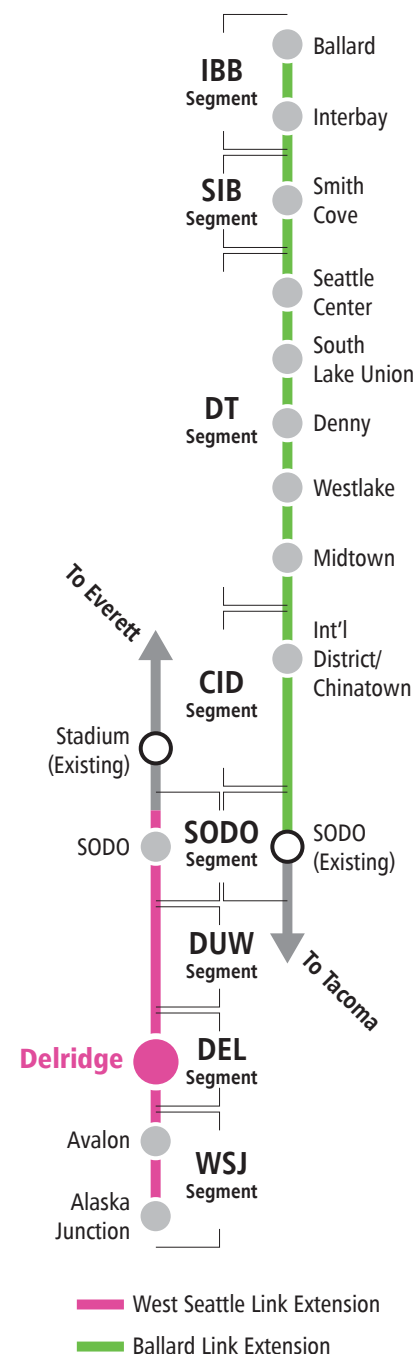 Ballard
IBB
Segment
Interbay
SIB
Segment
Smith
Cove
Seattle
Center
South
Lake Union
DT
Segment
Denny
Westlake
Midtown
To Everett
Int'l
District/
Chinatown
CID
Segment
Stadium
(Existing)
SODO
SODO
Segment
SODO
(Existing)
DUW
Segment
To Tacoma
Delridge
DEL
Segment
Avalon
WSJ
Segment
Alaska
Junction
West Seattle Link Extension
Ballard Link Extension